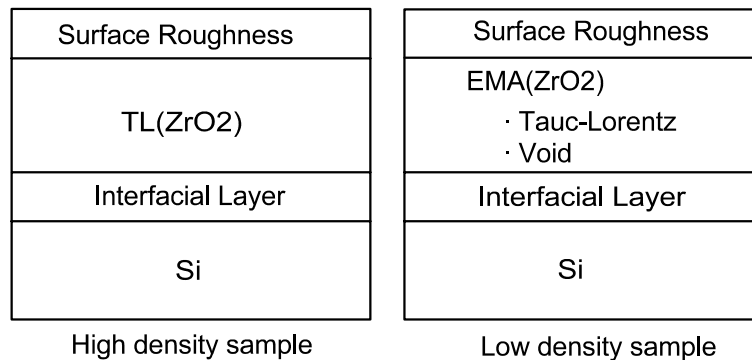 Surface Roughness
TL(ZrO2)
Interfacial Layer
Si
High density sample
Surface Roughness
EMA(ZrO2)
· Tauc-Lorentz
· Void
Interfacial Layer
Si
Low density sample